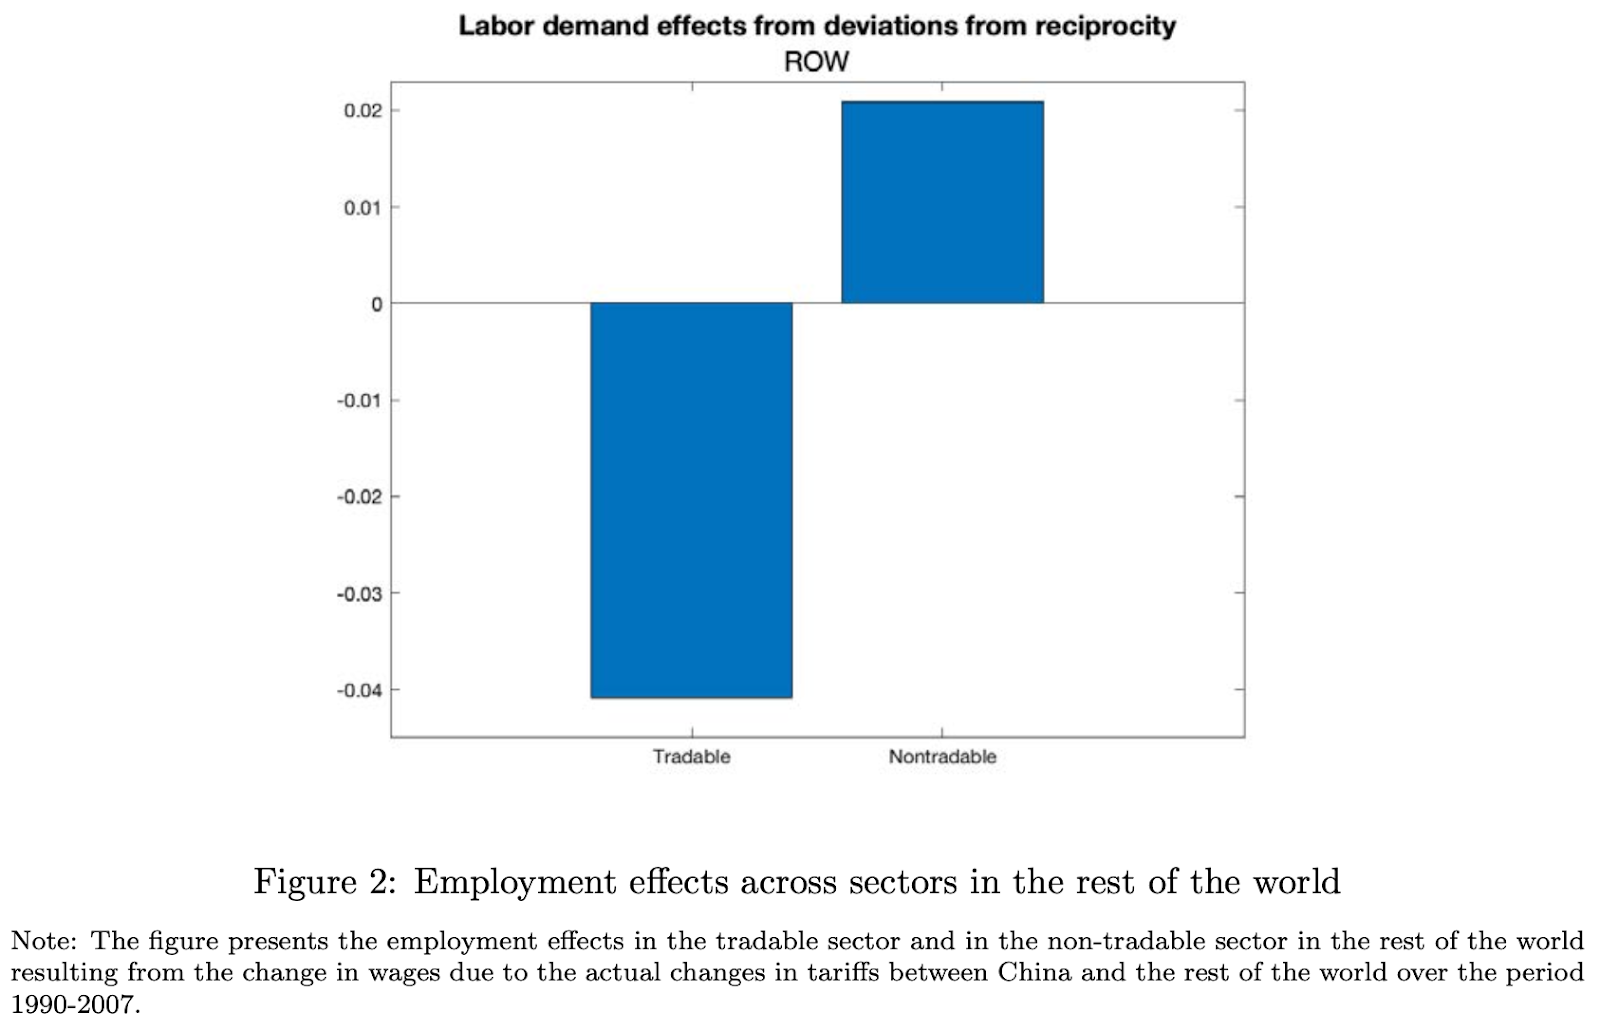 Labor demand effects from deviations from reciprocity
ROW
0.02
0.01
0
-0.01
-0.02
-0.03
-0.04
Tradable
Nontradable
Figure 2: Employment effects across sectors in the rest of the world
Note: The figure presents the employment effects in the tradable sector and in the non-tradable sector in the rest of the world
resulting from the change in wages due to the actual changes in tariffs between China and the rest of the world over the period
1990-2007.